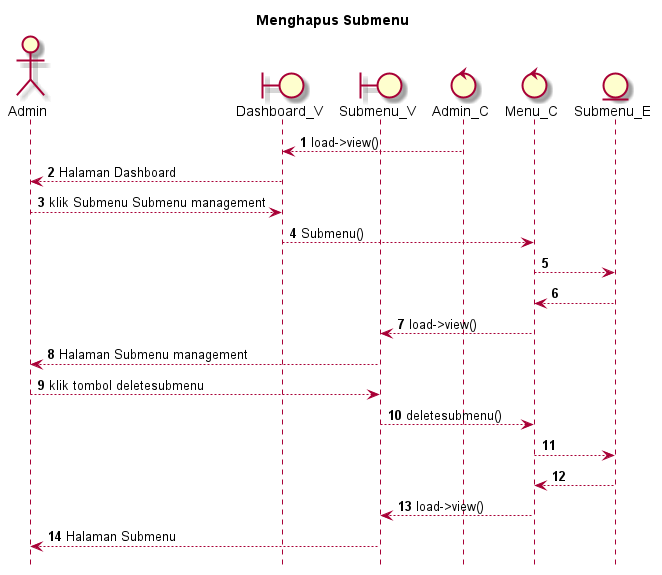 Menghapus Submenu
Admin Dashboard_V Submenu_V Admin_C Menu_C Submenu_E
1 load->view()
2 Halaman Dashboard
3 klik Submenu Submenu management
4 Submenu()
5
6
7 load->view()
8 Halaman Submenu management
9 klik tombol deletesubmenu
10 deletesubmenu()
11
12
13 load->view()
14 Halaman Submenu